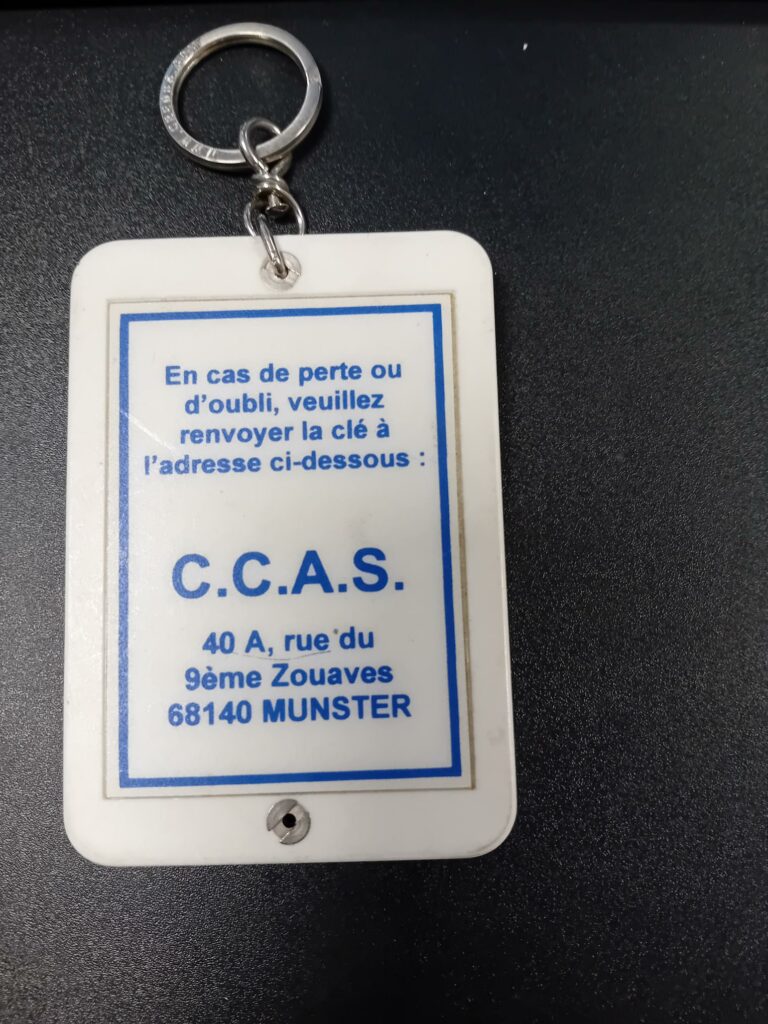 En cas de perte ou
d'oubli, veuillez
renvoyer la clé à
l'adresse ci-dessous :
C.C.A.S.
40 A, rue du
9ème Zouaves
68140 MUNSTER